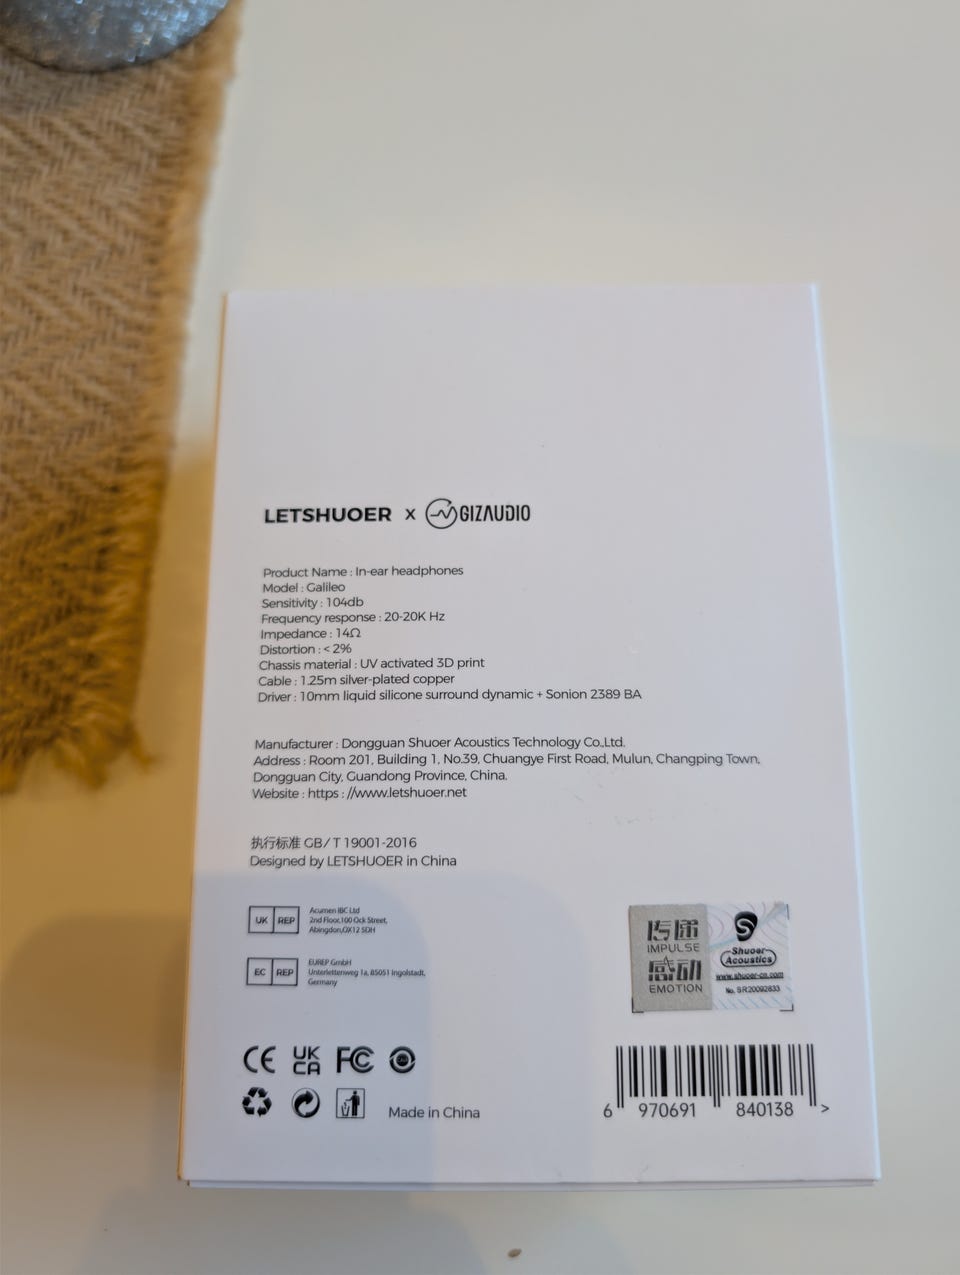 LETSHUOER x GIZAUDIO
Product Name : In-ear headphones
Model : Galileo
Sensitivity : 104db
Frequency response : 20-20K Hz
Impedance : 14Ω
Distortion : < 2%
Chassis material : UV activated 3D print
Cable : 1.25m silver-plated copper
Driver : 10mm liquid silicone surround dynamic + Sonion 2389 BA
Manufacturer : Dongguan Shuoer Acoustics Technology Co.,Ltd.
Address : Room 201, Building 1, No.39, Chuangye First Road, Mulun, Changping Town,
Dongguan City, Guandong Province, China.
Website : https : //www.letshuoer.net
执行标准 GB/T 19001-2016
Designed by LETSHUOER in China
UK REP
Acumen IBC Ltd
2nd Floor,100 Ock Street,
Abingdon,OX12 5DH
EC REP
EUREP GmbH
Unterlettenweg 1a, 85051 Ingolstadt,
Germany
传递
IMPULSE
感动
EMOTION
S
Shuoer
Acoustics
www.shuoer-cn.com
No. SR20092833
CE UK CA FC
Made in China
6 970691 840138 >